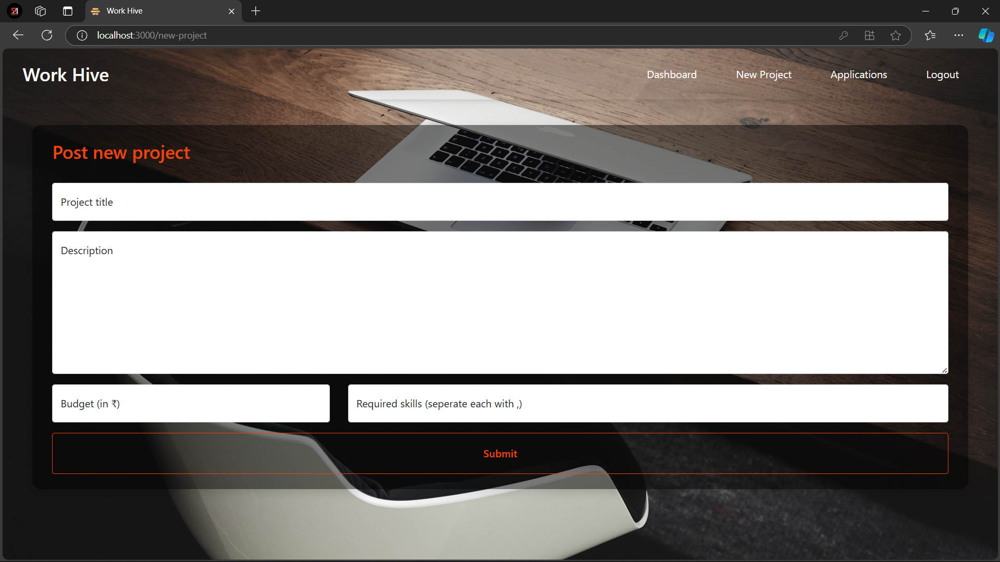 Work Hive
localhost:3000/new-project
Work Hive
Dashboard
New Project
Applications
Logout
Post new project
Project title
Description
Budget (in ₹)
Required skills (seperate each with ,)
Submit